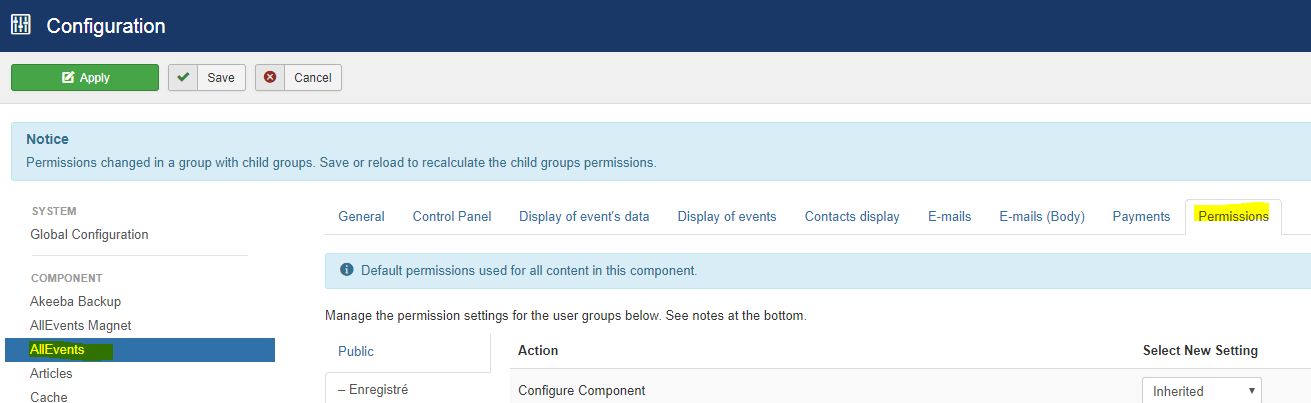 Configuration
Apply
Save
Cancel
Notice
Permissions changed in a group with child groups. Save or reload to recalculate the child groups permissions.
SYSTEM
Global Configuration
COMPONENT
Akeeba Backup
AllEvents Magnet
AllEvents
Articles
Cache
General Control Panel Display of event's data Display of events Contacts display E-mails E-mails (Body) Payments Permissions
Default permissions used for all content in this component.
Manage the permission settings for the user groups below. See notes at the bottom.
Public
– Enregistré
Action Select New Setting
Configure Component Inherited